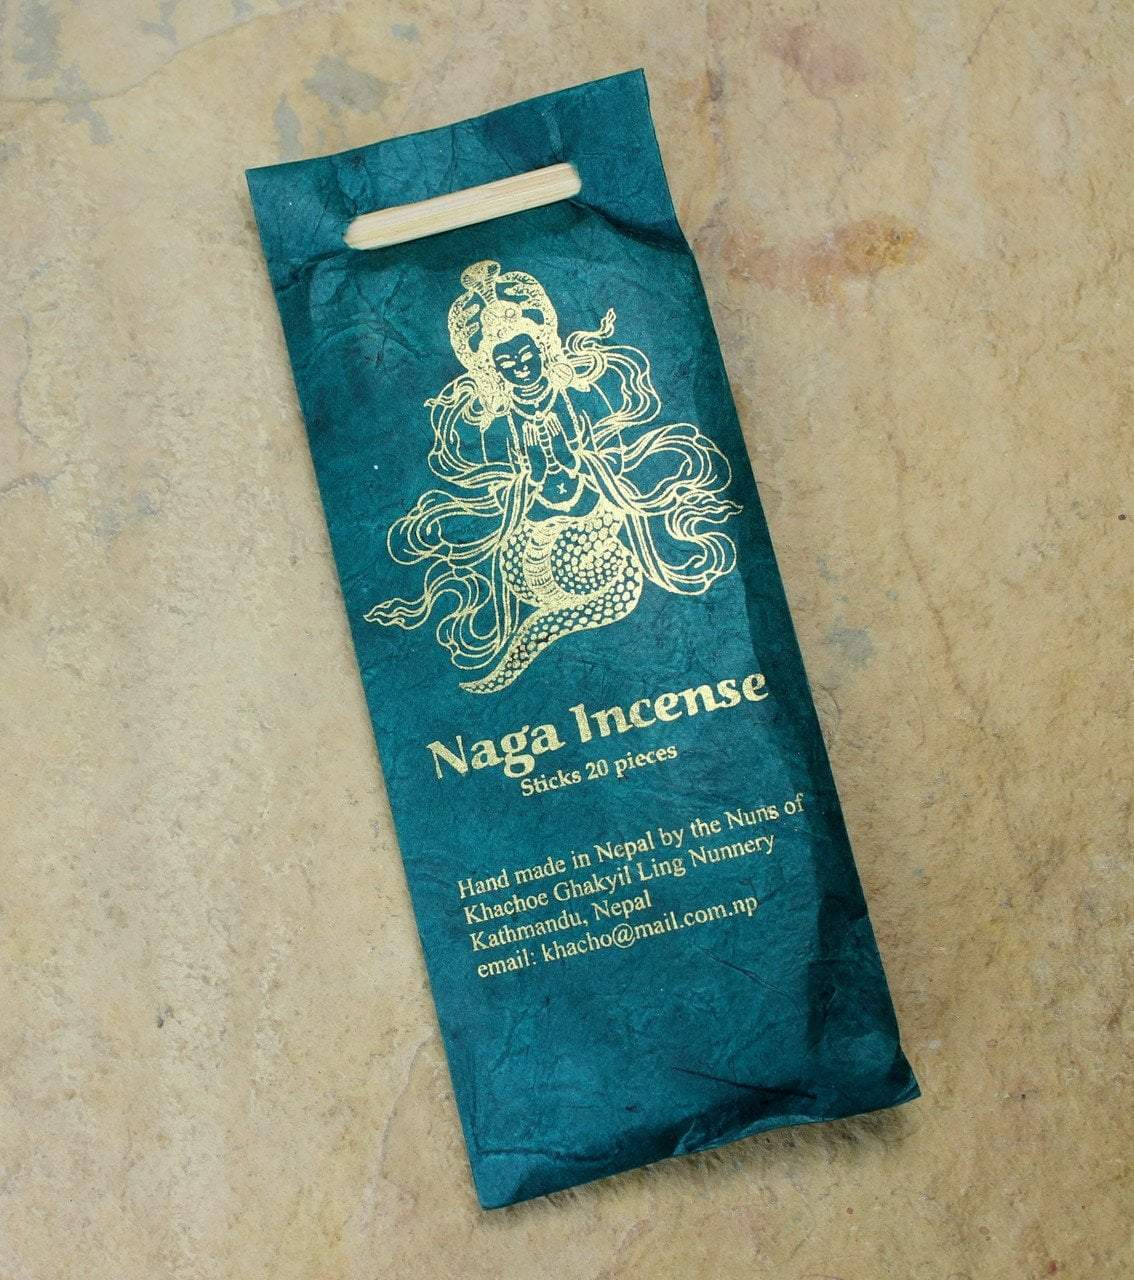 Naga Incense
Sticks 20 pieces
Hand made in Nepal by the Nuns of
Khachoe Ghakyil Ling Nunnery
Kathmandu, Nepal
email: khacho@mail.com.np